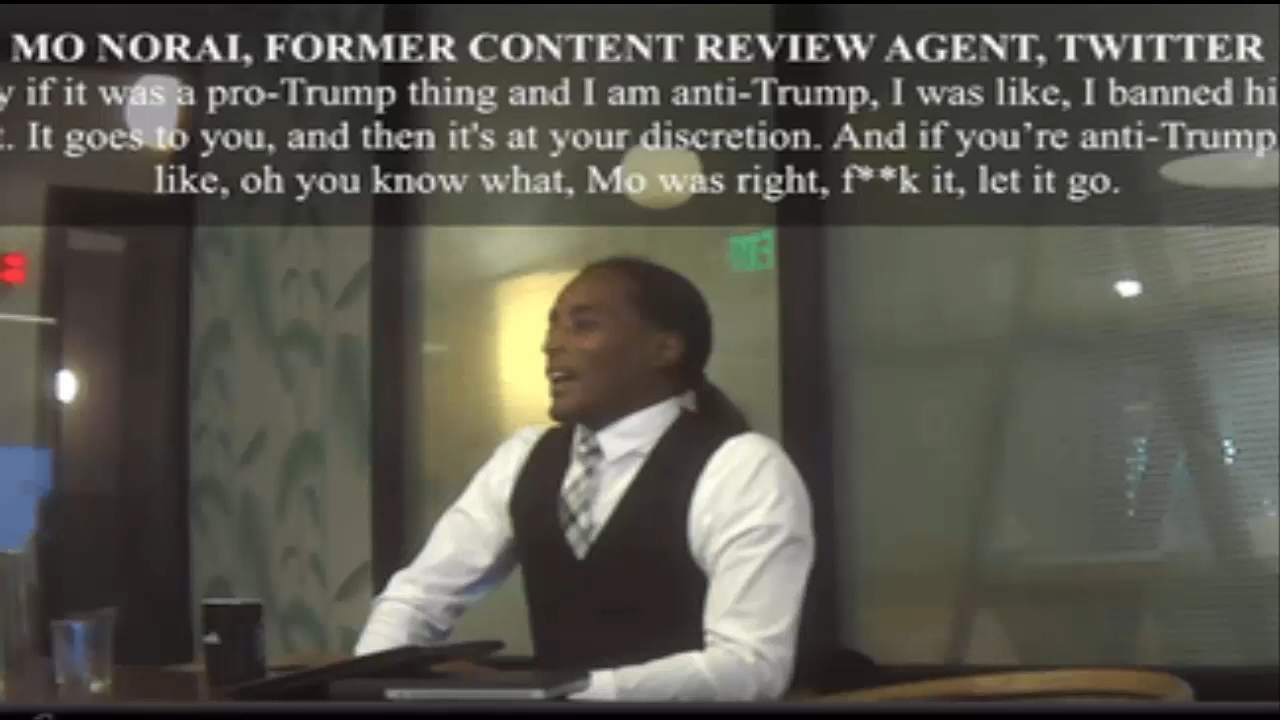 MO NORAI, FORMER CONTENT REVIEW AGENT, TWITTER
y if it was a pro-Trump thing and I am anti-Trump, I was like, I banned hi
. It goes to you, and then it's at your discretion. And if you’re anti-Trump
like, oh you know what, Mo was right, f**k it, let it go.